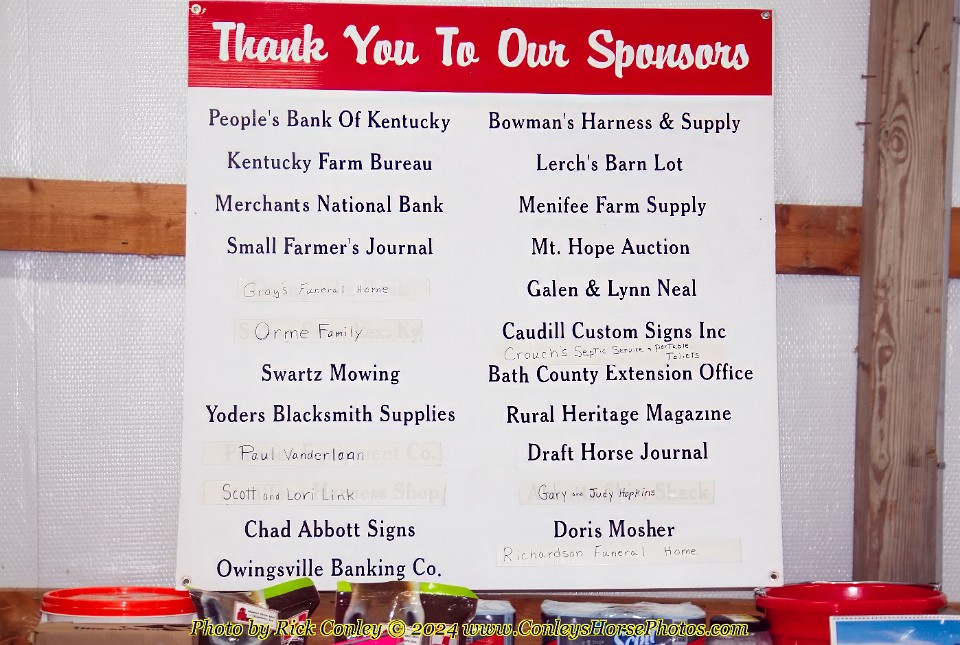 Thank You To Our Sponsors
People's Bank Of Kentucky
Kentucky Farm Bureau
Merchants National Bank
Small Farmer's Journal
Gray's Funeral Home
Orme Family
Swartz Mowing
Yoders Blacksmith Supplies
Paul Vanderloan
Scott and Lori Link
Chad Abbott Signs
Owingsville Banking Co.
Bowman's Harness & Supply
Lerch's Barn Lot
Menifee Farm Supply
Mt. Hope Auction
Galen & Lynn Neal
Caudill Custom Signs Inc
Crouch's Septic Service & Portable
Toilets
Bath County Extension Office
Rural Heritage Magazine
Draft Horse Journal
Gary and Judy Hopkins
Doris Mosher
Richardson Funeral Home
Photo by Rick Conley © 2024 www.ConleysHorsePhotos.com